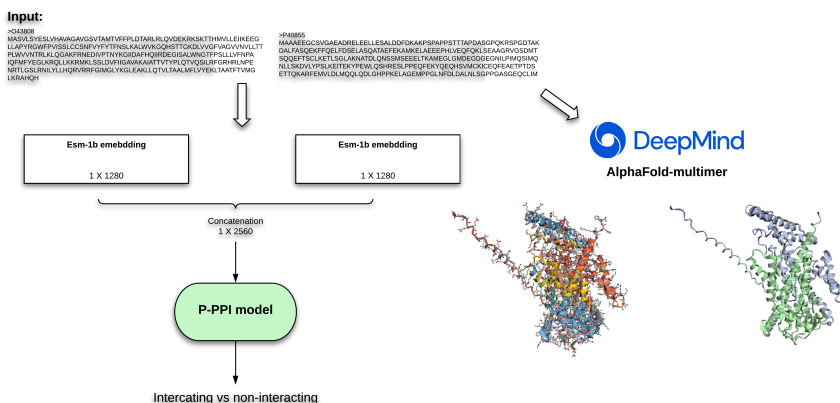 Input:
>O43808
MASVLSYESLVHAVAGAVGSVTAMTVFFPLDTARLRLQVDEKRKSKTTHMVLLEIIKEEG
LLAPYRGWFPVISSLCCSNFVYFYTFNSLKALWVKGQHSTTGKDLVVGFVAGVVNVLLTT
PLWVVNTRLKLQGAKFRNEDIVPTNYKGIIDAFHQIIRDEGISALWNGTFPSLLLVFNPA
IQFMFYEGLKRQLLKKRMKLSSLDVFIIGAVAKAIATTVTYPLQTVQSILRFGRHRLNPE
NRTLGSLRNILYLLHQRVRRFGIMGLYKGLEAKLLQTVLTAALMFLVYEKLTAATFTVMG
LKRAHQH
>P40855
MAAAEEGCSVGAEADRELEELLESALDDFDKAKPSPAPPSTTTAPDASGPQKRSPGDTAK
DALFASQEKFFQELFDSELASQATAEFEKAMKELAEEEPHLVEQFQKLSEAAGRVGSDMT
SQQEFTSCLKETLSGLAKNATDLQNSSMSEEELTKAMEGLGMDEGDGEGNILPIMQSIMQ
NLLSKDVLYPSLKEITEKYPEWLQSHRESLPPEQFEKYQEQHSVMCKICEQFEAETPTDS
ETTQKARFEMVLDLMQQLQDLGHPPKELAGEMPPGLNFDLDALNLSGPPGASGEQCLIM
Esm-1b emebdding
1 X 1280
Esm-1b emebdding
1 X 1280
DeepMind
AlphaFold-multimer
Concatenation
1 X 2560
P-PPI model
Intercating vs non-interacting